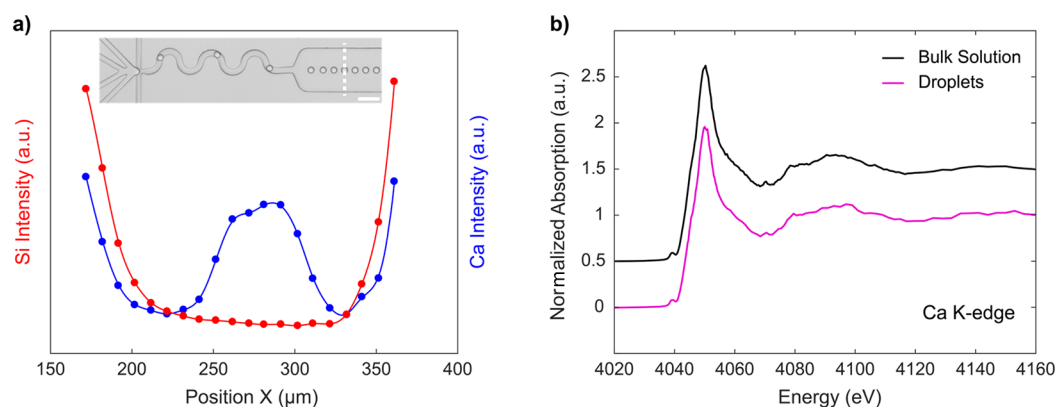 a)
Si Intensity (a.u.)
Ca Intensity (a.u.)
150
200
250
300
350
400
Position X (µm)
b)
Normalized Absorption (a.u.)
2.5
2
1.5
1
0.5
0
Bulk Solution
Droplets
Ca K-edge
4020
4040
4060
4080
4100
4120
4140
4160
Energy (eV)